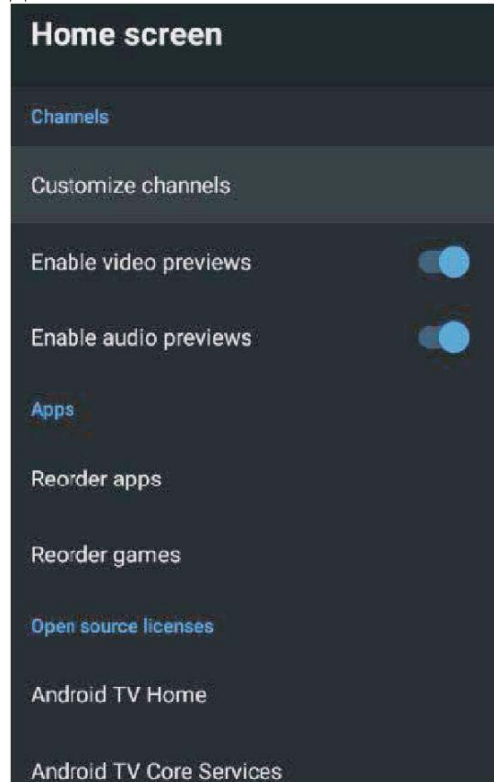 Home screen
Channels
Customize channels
Enable video previews
Enable audio previews
Apps
Reorder apps
Reorder games
Open source licenses
Android TV Home
Android TV Core Services